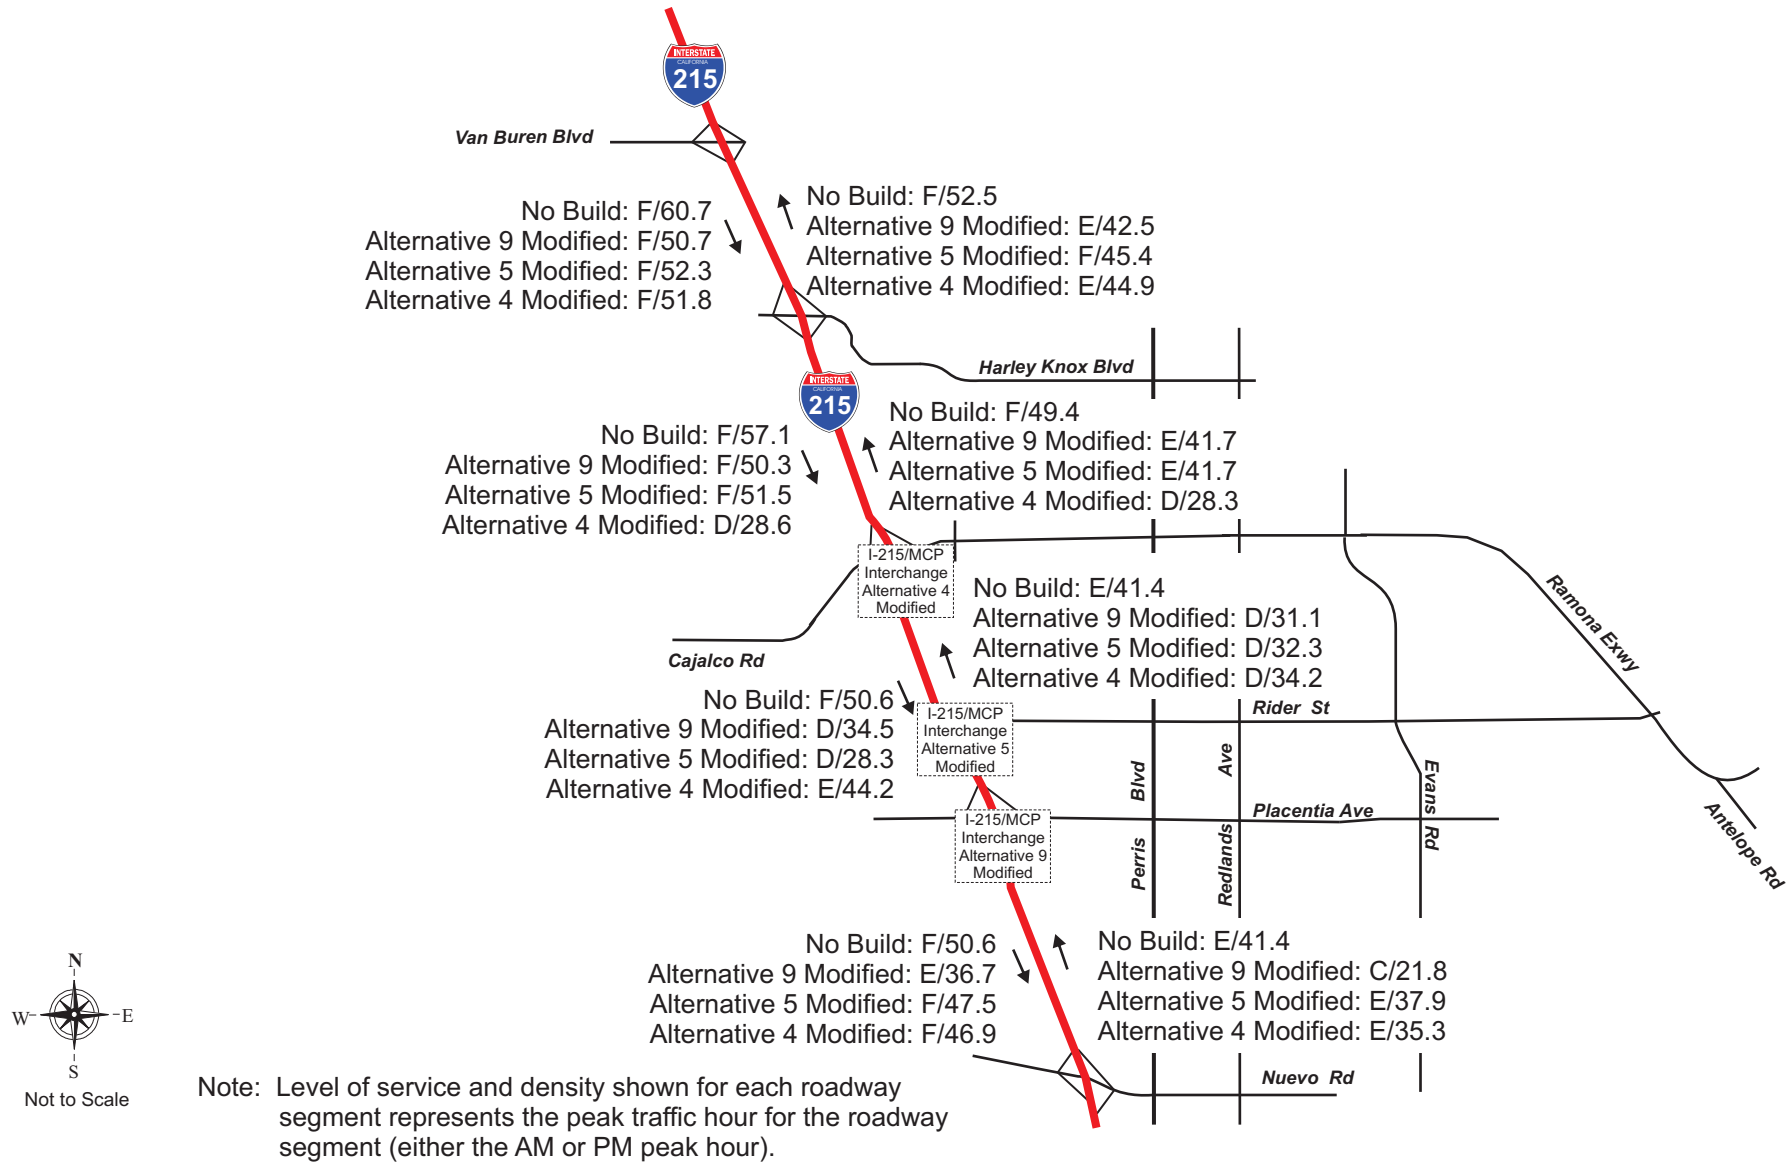 INTERSTATE
CALIFORNIA
215
Van Buren Blvd
No Build: F/60.7
Alternative 9 Modified: F/50.7
Alternative 5 Modified: F/52.3
Alternative 4 Modified: F/51.8
No Build: F/52.5
Alternative 9 Modified: E/42.5
Alternative 5 Modified: F/45.4
Alternative 4 Modified: E/44.9
Harley Knox Blvd
INTERSTATE
CALIFORNIA
215
No Build: F/57.1
Alternative 9 Modified: F/50.3
Alternative 5 Modified: F/51.5
Alternative 4 Modified: D/28.6
No Build: F/49.4
Alternative 9 Modified: E/41.7
Alternative 5 Modified: E/41.7
Alternative 4 Modified: D/28.3
I-215/MCP
Interchange
Alternative 4
Modified
Cajalco Rd
Ramona Exwy
No Build: E/41.4
Alternative 9 Modified: D/31.1
Alternative 5 Modified: D/32.3
Alternative 4 Modified: D/34.2
No Build: F/50.6
Alternative 9 Modified: D/34.5
Alternative 5 Modified: D/28.3
Alternative 4 Modified: E/44.2
I-215/MCP
Interchange
Alternative 5
Modified
Rider St
Perris Blvd
Redlands Ave
Evans Rd
Placentia Ave
Antelope Rd
I-215/MCP
Interchange
Alternative 9
Modified
No Build: F/50.6
Alternative 9 Modified: E/36.7
Alternative 5 Modified: F/47.5
Alternative 4 Modified: F/46.9
No Build: E/41.4
Alternative 9 Modified: C/21.8
Alternative 5 Modified: E/37.9
Alternative 4 Modified: E/35.3
Nuevo Rd
N
W
E
S
Not to Scale
Note: Level of service and density shown for each roadway
segment represents the peak traffic hour for the roadway
segment (either the AM or PM peak hour).